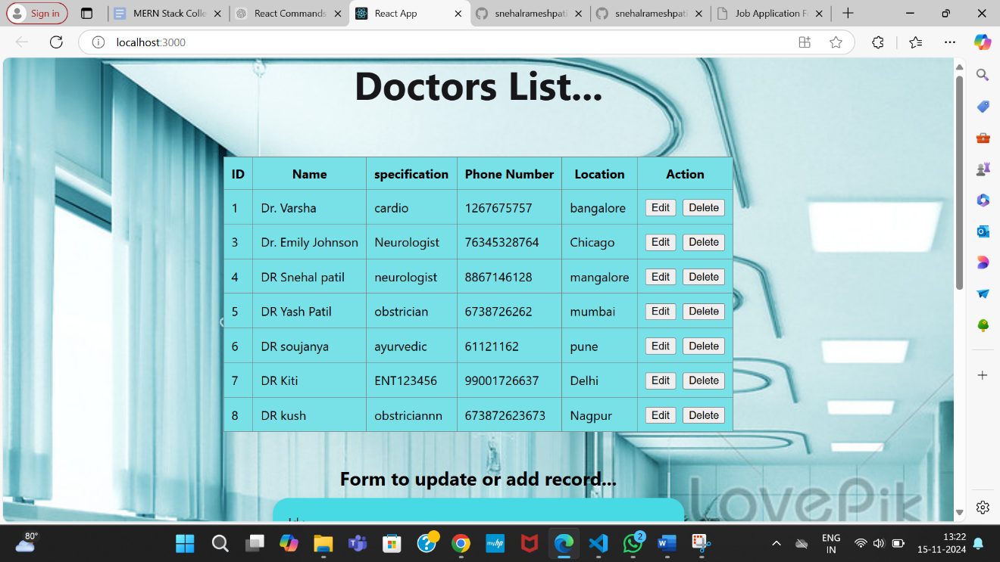 Sign in
MERN Stack Colle
React Commands
React App
snehalrameshpati
snehalrameshpati
Job Application F
localhost:3000
Doctors List...
ID Name specification Phone Number Location Action
1 Dr. Varsha cardio 1267675757 bangalore Edit Delete
3 Dr. Emily Johnson Neurologist 76345328764 Chicago Edit Delete
4 DR Snehal patil neurologist 8867146128 mangalore Edit Delete
5 DR Yash Patil obstrician 6738726262 mumbai Edit Delete
6 DR soujanya ayurvedic 61121162 pune Edit Delete
7 DR Kiti ENT123456 99001726637 Delhi Edit Delete
8 DR kush obstriciannn 673872623673 Nagpur Edit Delete
Form to update or add record...
LovePik
80°
myhp
2
ENG
IN
13:22
15-11-2024